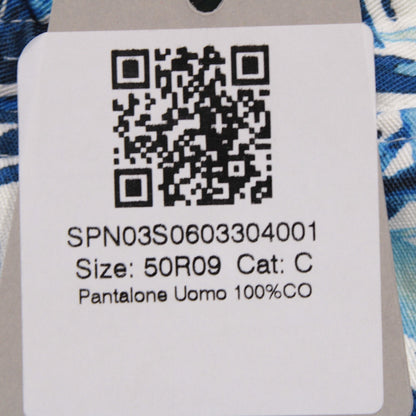 SPN03S0603304001
Size: 50R09 Cat: C
Pantalone Uomo 100%CO